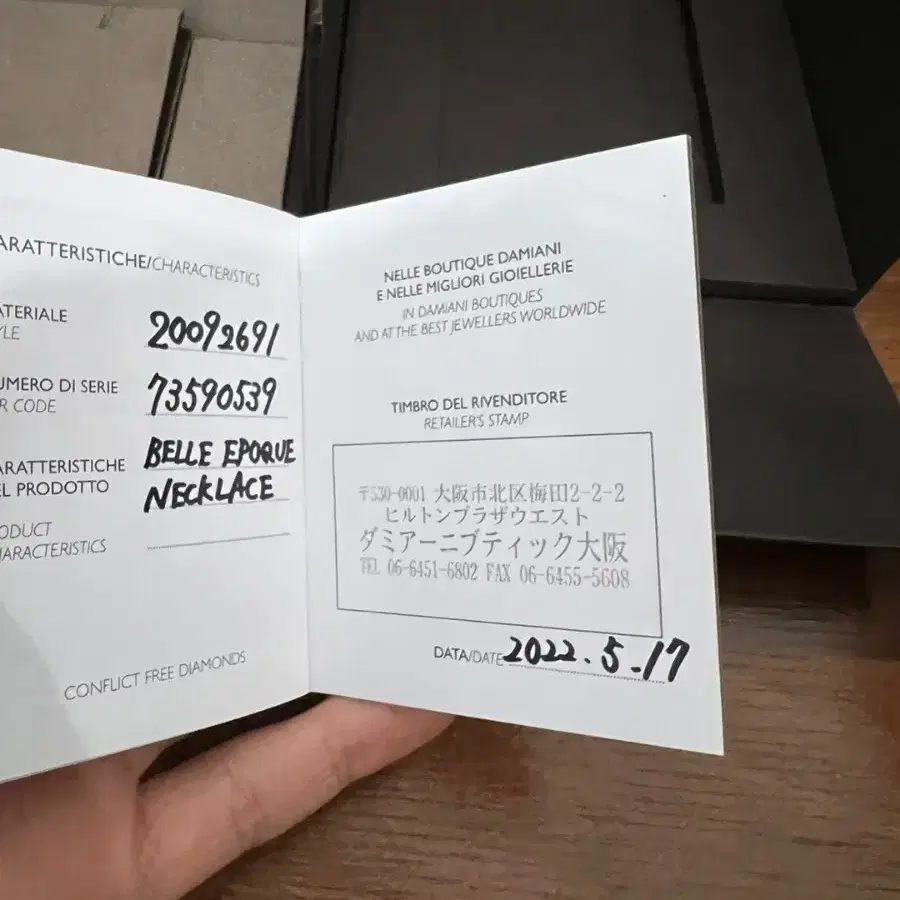 ARATTERISTICHE/CHARACTERISTICS
ATERIALE
YLE
20092691
UMERO DI SERIE
R CODE
73590539
ARATTERISTICHE
EL PRODOTTO
BELLE EPOQUE
NECKLACE
ODUCT
HARACTERISTICS
CONFLICT FREE DIAMONDS
NELLE BOUTIQUE DAMIANI
E NELLE MIGLIORI GIOIELLERIE
IN DAMIANI BOUTIQUES
AND AT THE BEST JEWELLERS WORLDWIDE
TIMBRO DEL RIVENDITORE
RETAILER'S STAMP
〒530-0001 大阪市北区梅田2-2-2
ヒルトンプラザウエスト
ダミアーニブティック大阪
TEL 06-6451-6802 FAX 06-6455-5608
DATA/DATE 2022.5.17